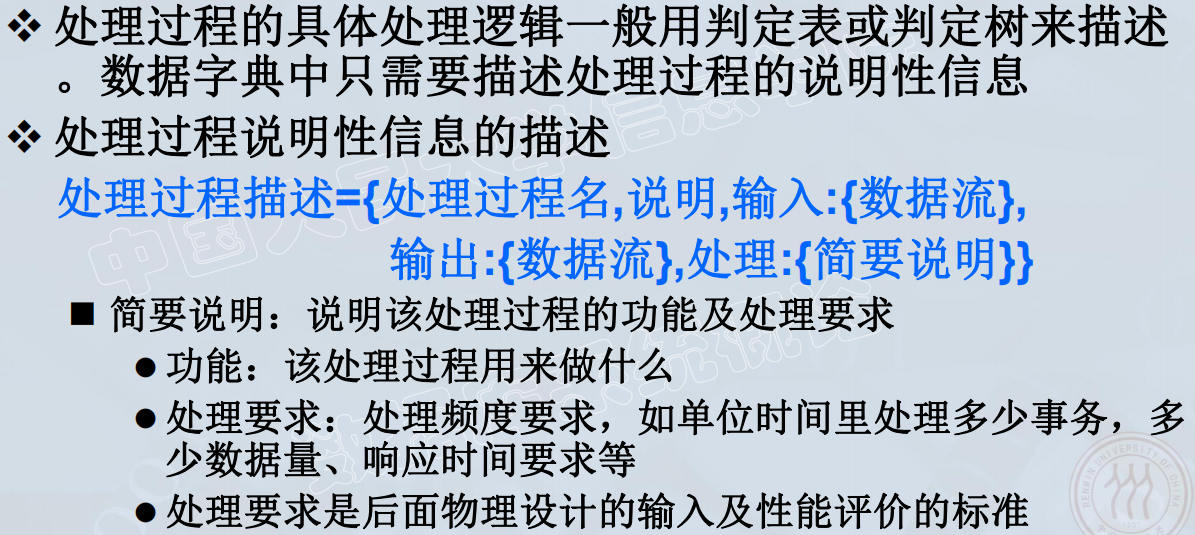 ❖ 处理过程的具体处理逻辑一般用判定表或判定树来描述
。数据字典中只需要描述处理过程的说明性信息
❖ 处理过程说明性信息的描述
处理过程描述={处理过程名,说明,输入:{数据流},
输出:{数据流},处理:{简要说明}}
■ 简要说明：说明该处理过程的功能及处理要求
● 功能：该处理过程用来做什么
● 处理要求：处理频度要求，如单位时间里处理多少事务，多
少数据量、响应时间要求等
● 处理要求是后面物理设计的输入及性能评价的标准